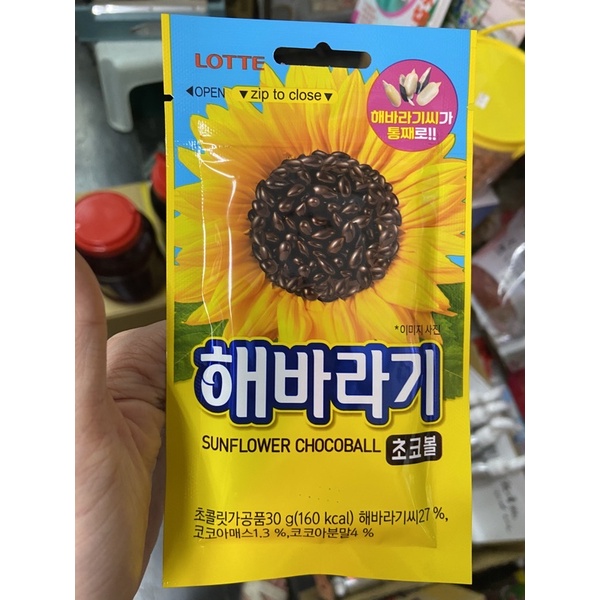 LOTTE
◀OPEN ▼zip to close▼
해바라기씨가
통째로!!
*이미지 사진
해바라기
SUNFLOWER CHOCOBALL 초코볼
초콜릿가공품30 g(160 kcal) 해바라기씨27 %,
코코아매스1.3 %,코코아분말4 %